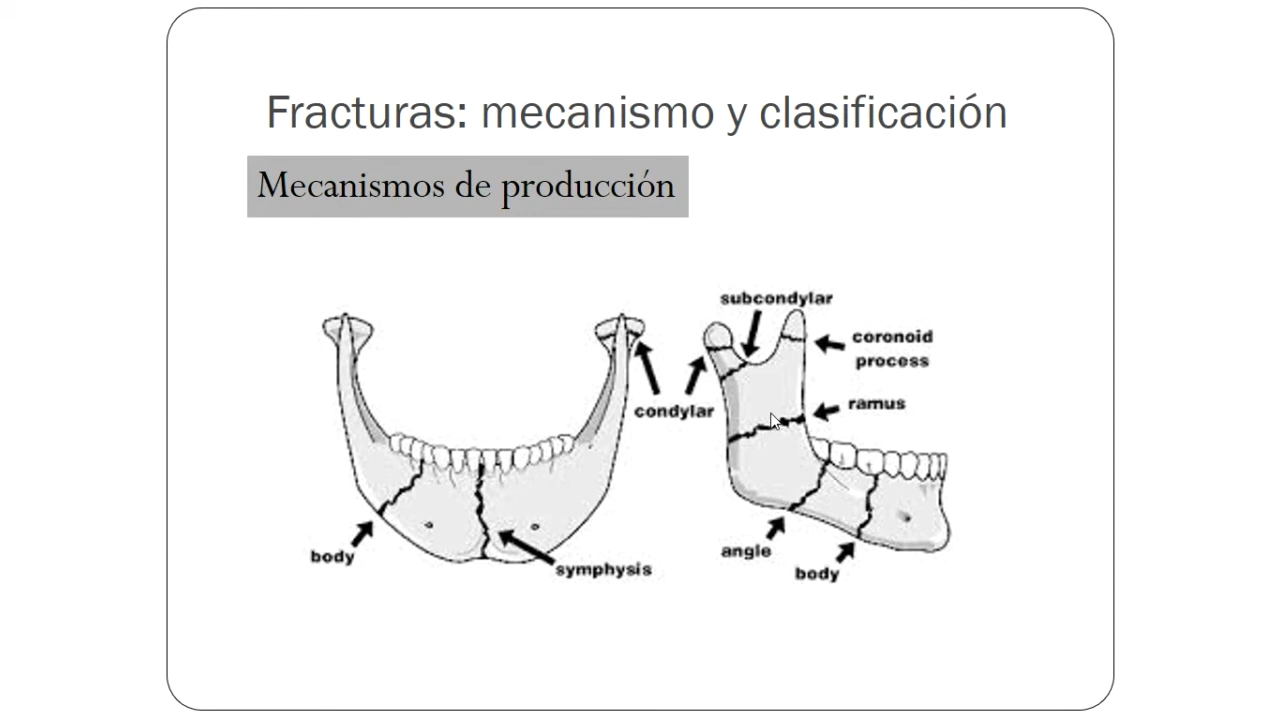 Fracturas: mecanismo y clasificación
Mecanismos de producción
subcondylar
coronoid
process
condylar
ramus
body
symphysis
angle
body